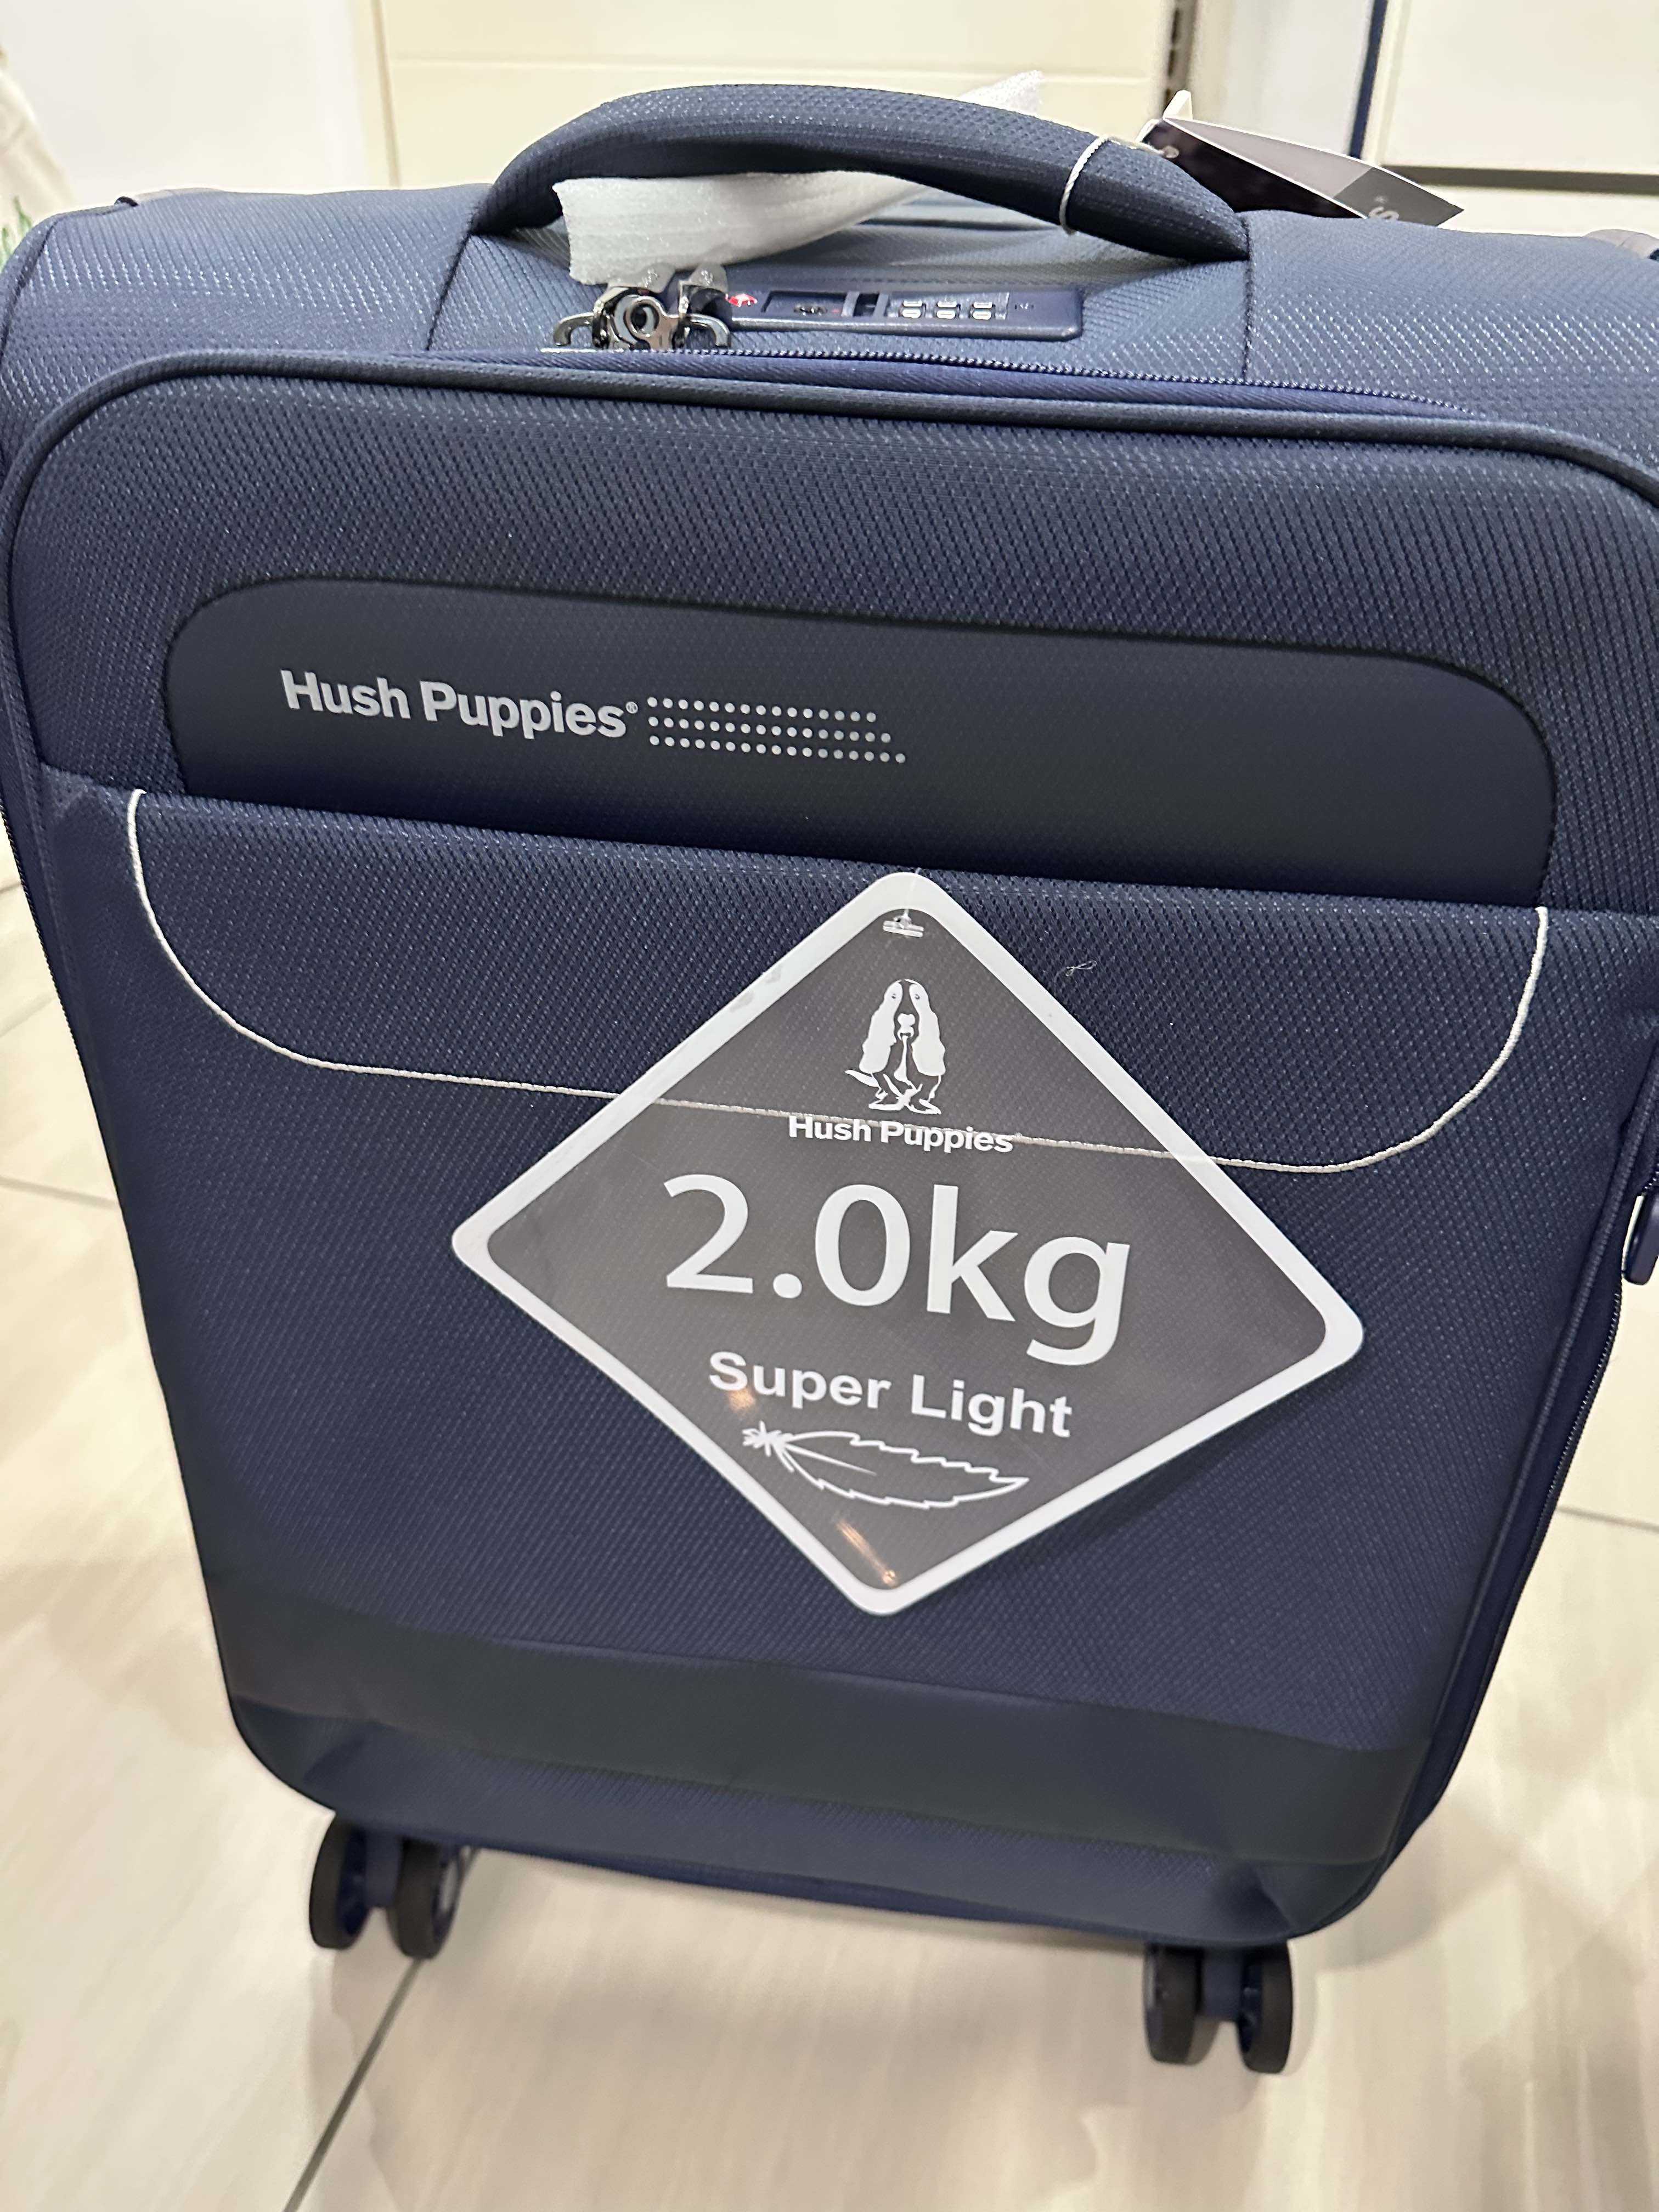 Hush Puppies®
Hush Puppies
2.0kg
Super Light